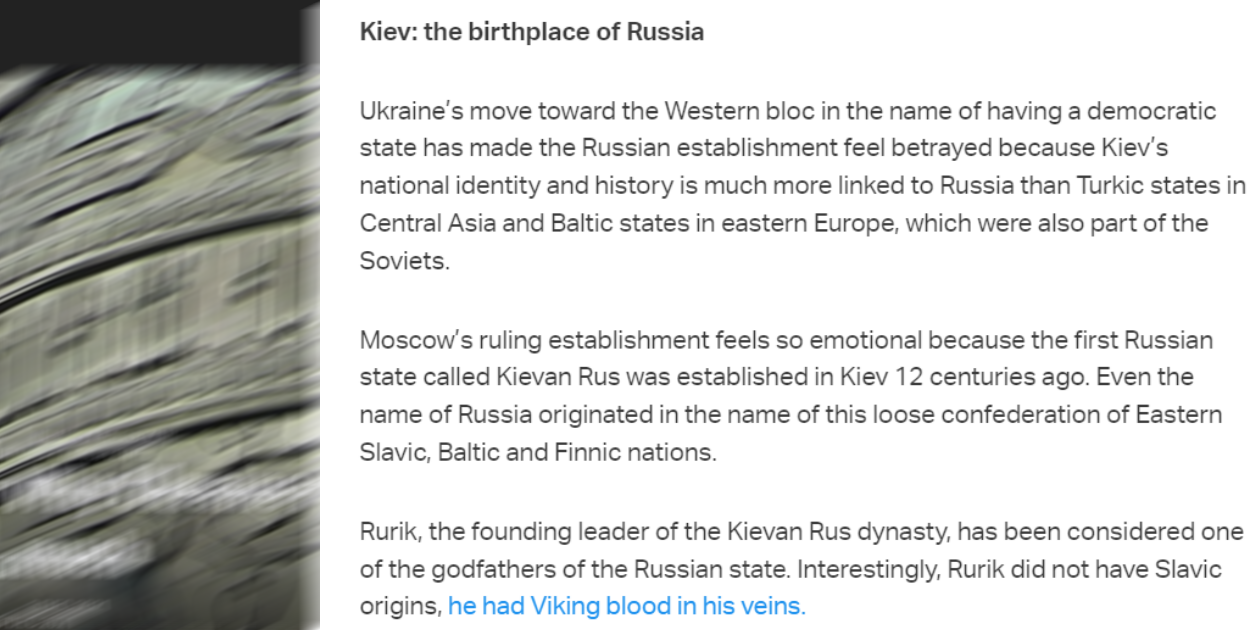 Kiev: the birthplace of Russia
Ukraine's move toward the Western bloc in the name of having a democratic
state has made the Russian establishment feel betrayed because Kiev's
national identity and history is much more linked to Russia than Turkic states in
Central Asia and Baltic states in eastern Europe, which were also part of the
Soviets.
Moscow's ruling establishment feels so emotional because the first Russian
state called Kievan Rus was established in Kiev 12 centuries ago. Even the
name of Russia originated in the name of this loose confederation of Eastern
Slavic, Baltic and Finnic nations.
Rurik, the founding leader of the Kievan Rus dynasty, has been considered one
of the godfathers of the Russian state. Interestingly, Rurik did not have Slavic
origins, he had Viking blood in his veins.